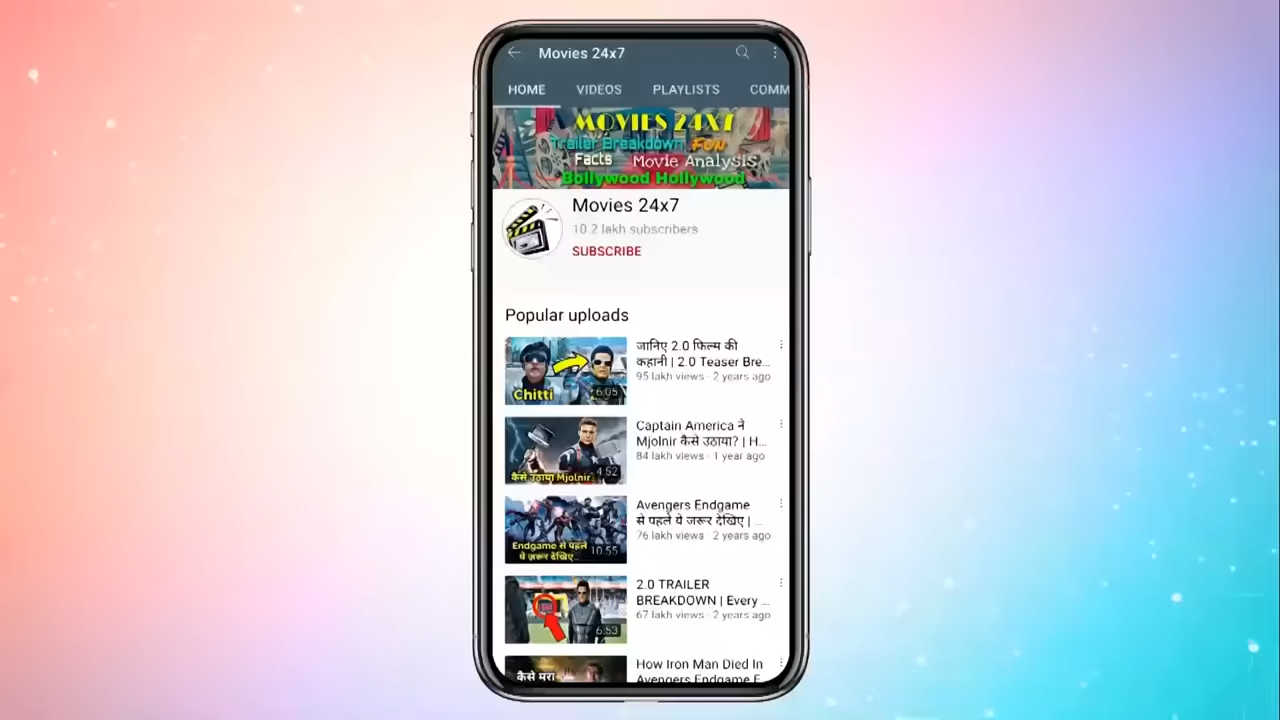 Movies 24x7
HOME VIDEOS PLAYLISTS COMM
MOVIES 24X7
Trailer Breakdown FUN
Facts Movie Analysis
Bollywood Hollywood
Movies 24x7
10.2 lakh subscribers
SUBSCRIBE
Popular uploads
Chitti
6:05
जानिए 2.0 फिल्म की
कहानी | 2.0 Teaser Bre...
95 lakh views · 2 years ago
कैसे उठाया Mjolnir
4:52
Captain America ने
Mjolnir कैसे उठाया? | H...
84 lakh views · 1 year ago
Endgame से पहले
ये ज़रूर देखिए..
10:55
Avengers Endgame
से पहले ये जरूर देखिए | ...
76 lakh views · 2 years ago
6:53
2.0 TRAILER
BREAKDOWN | Every ...
67 lakh views · 2 years ago
कैसे मरा
How Iron Man Died In
Avengers Endgame